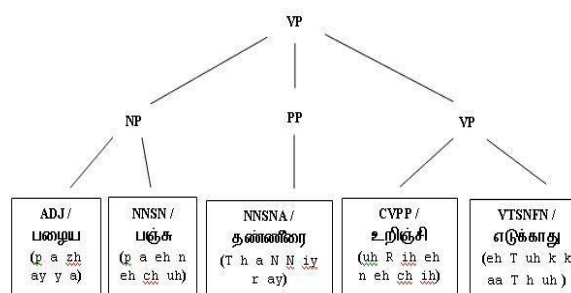 VP
NP PP VP
ADJ / NNSN / NNSNA / CVPP / VTSNFN /
பழைய பஞ்சு தண்ணீரை உறிஞ்சி எடுக்காது
(p a zh (p a eh n (T h a N N iy (uh R ih eh (eh T uh k k
ay y a) eh ch uh) r ay) n eh ch ih) aa T h uh)